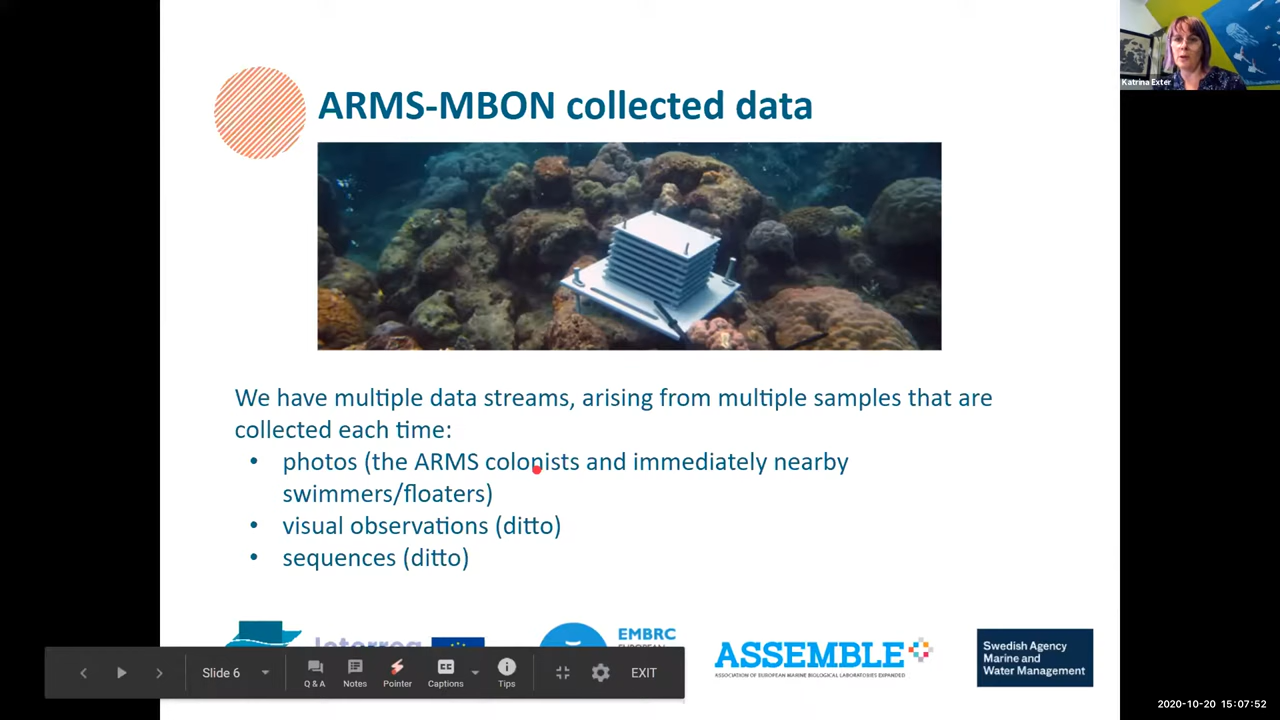 Katrina Exter
ARMS-MBON collected data
We have multiple data streams, arising from multiple samples that are
collected each time:
• photos (the ARMS colonists and immediately nearby
swimmers/floaters)
• visual observations (ditto)
• sequences (ditto)
Interreg
EMBRC
ASSEMBLE+
ASSOCIATION OF EUROPEAN MARINE BIOLOGICAL LABORATORIES EXPANDED
Swedish Agency
Marine and
Water Management
Slide 6
Q & A
Notes
Pointer
CC
Captions
Tips
EXIT
2020-10-20 15:07:52